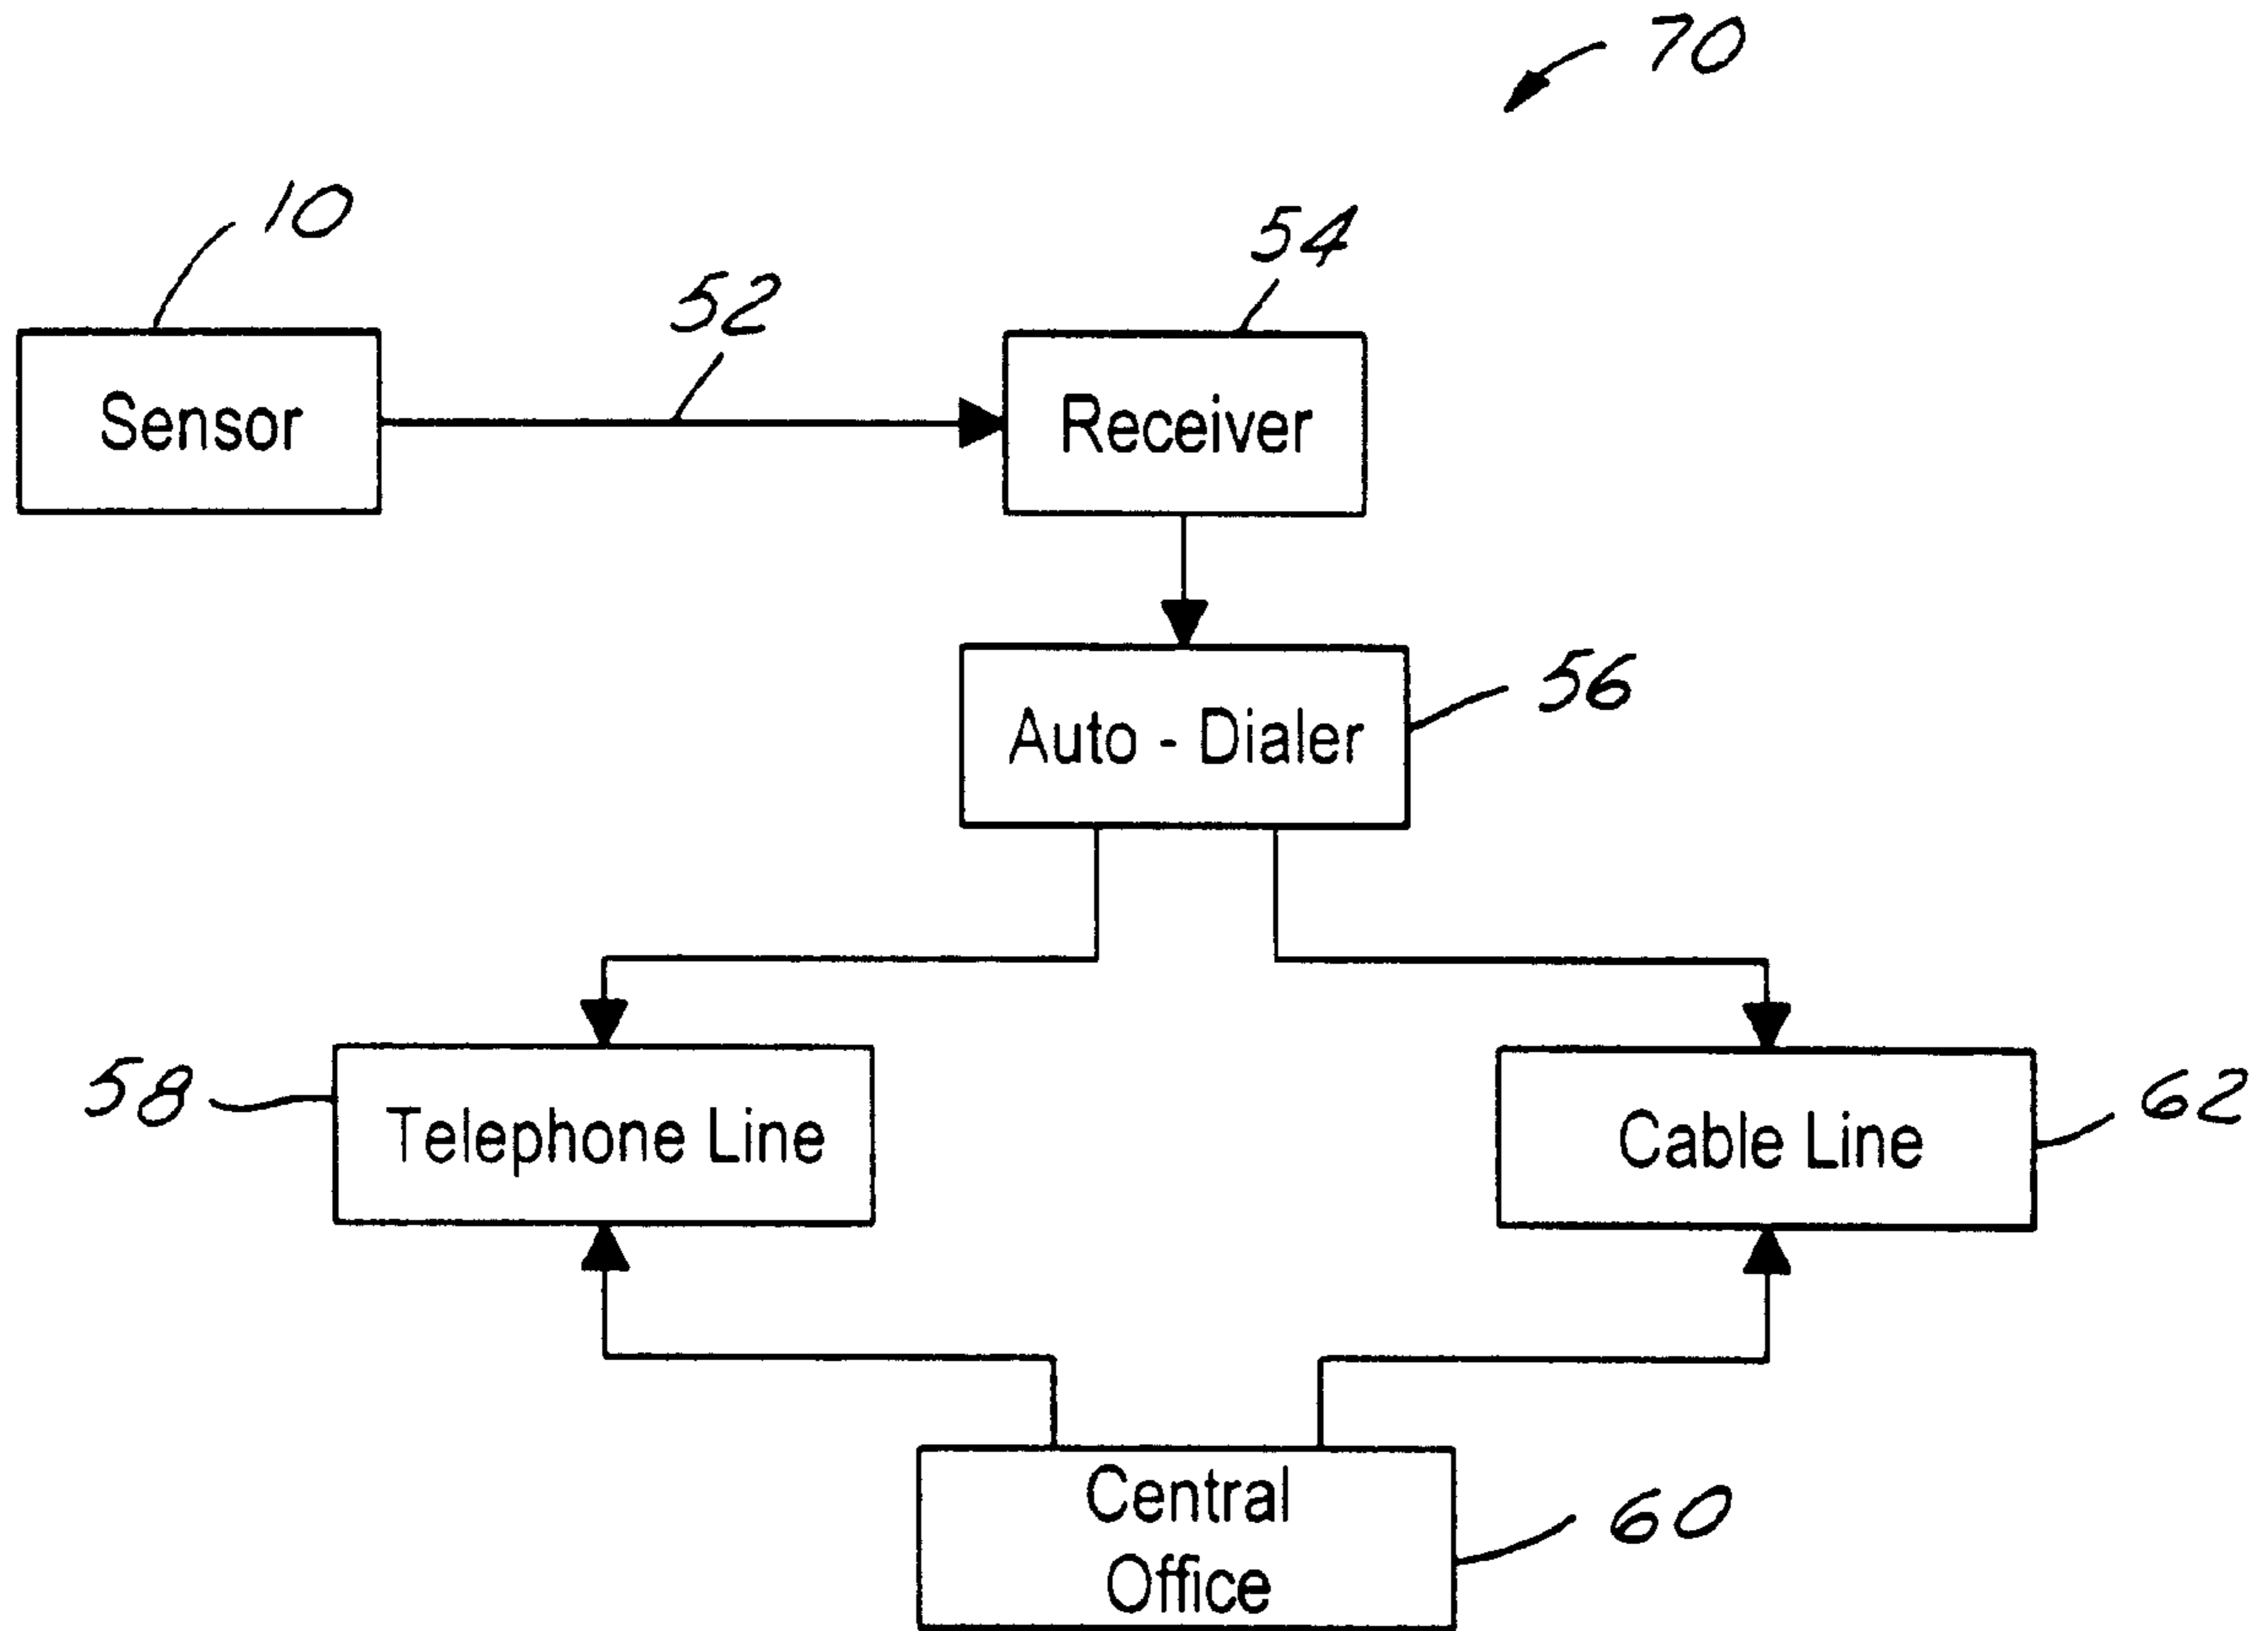 70
10
52
54
Sensor
Receiver
56
Auto - Dialer
58
Telephone Line
62
Cable Line
Central
Office
60